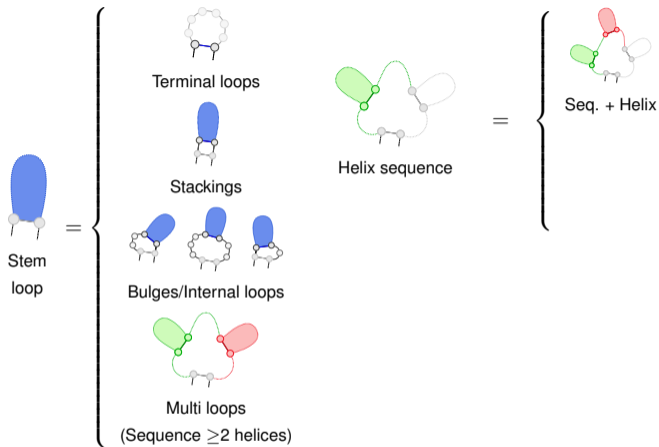 Terminal loops
Stackings
Stem
loop
=
Bulges/Internal loops
Multi loops
(Sequence ≥2 helices)
Helix sequence
=
Seq. + Helix